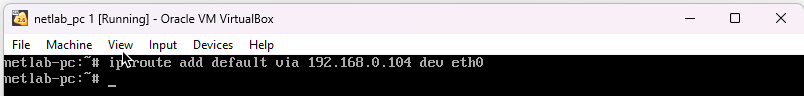 netlab_pc 1 [Running] - Oracle VM VirtualBox
File Machine View Input Devices Help
netlab-pc:~# ip route add default via 192.168.0.104 dev eth0
netlab-pc:~# _